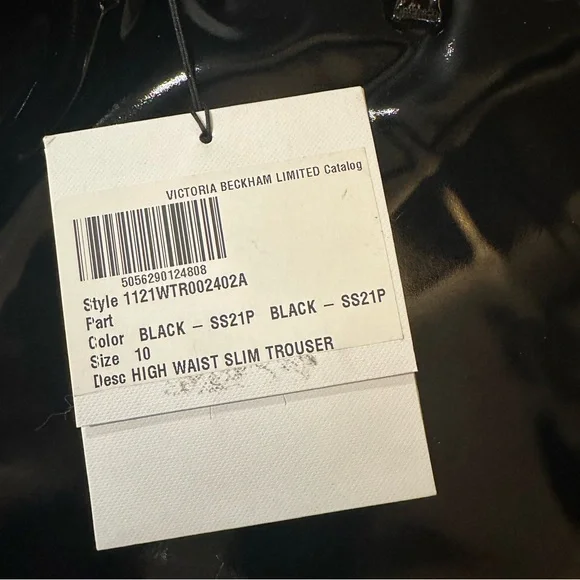 VICTORIA BECKHAM LIMITED Catalog
5056290124808
Style 1121WTR002402A
Part
Color BLACK – SS21P BLACK – SS21P
Size 10
Desc HIGH WAIST SLIM TROUSER